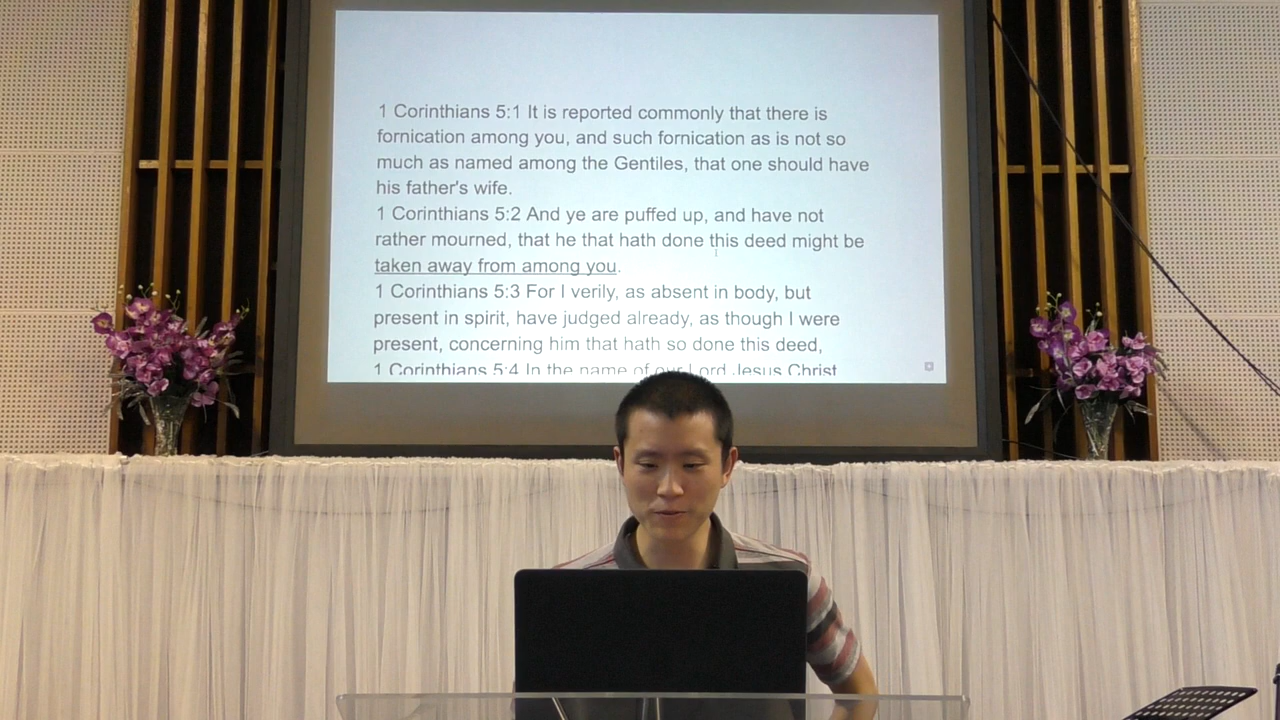 1 Corinthians 5:1 It is reported commonly that there is
fornication among you, and such fornication as is not so
much as named among the Gentiles, that one should have
his father's wife.
1 Corinthians 5:2 And ye are puffed up, and have not
rather mourned, that he that hath done this deed might be
taken away from among you.
1 Corinthians 5:3 For I verily, as absent in body, but
present in spirit, have judged already, as though I were
present, concerning him that hath so done this deed,
1 Corinthians 5:4 In the name of our Lord Jesus Christ